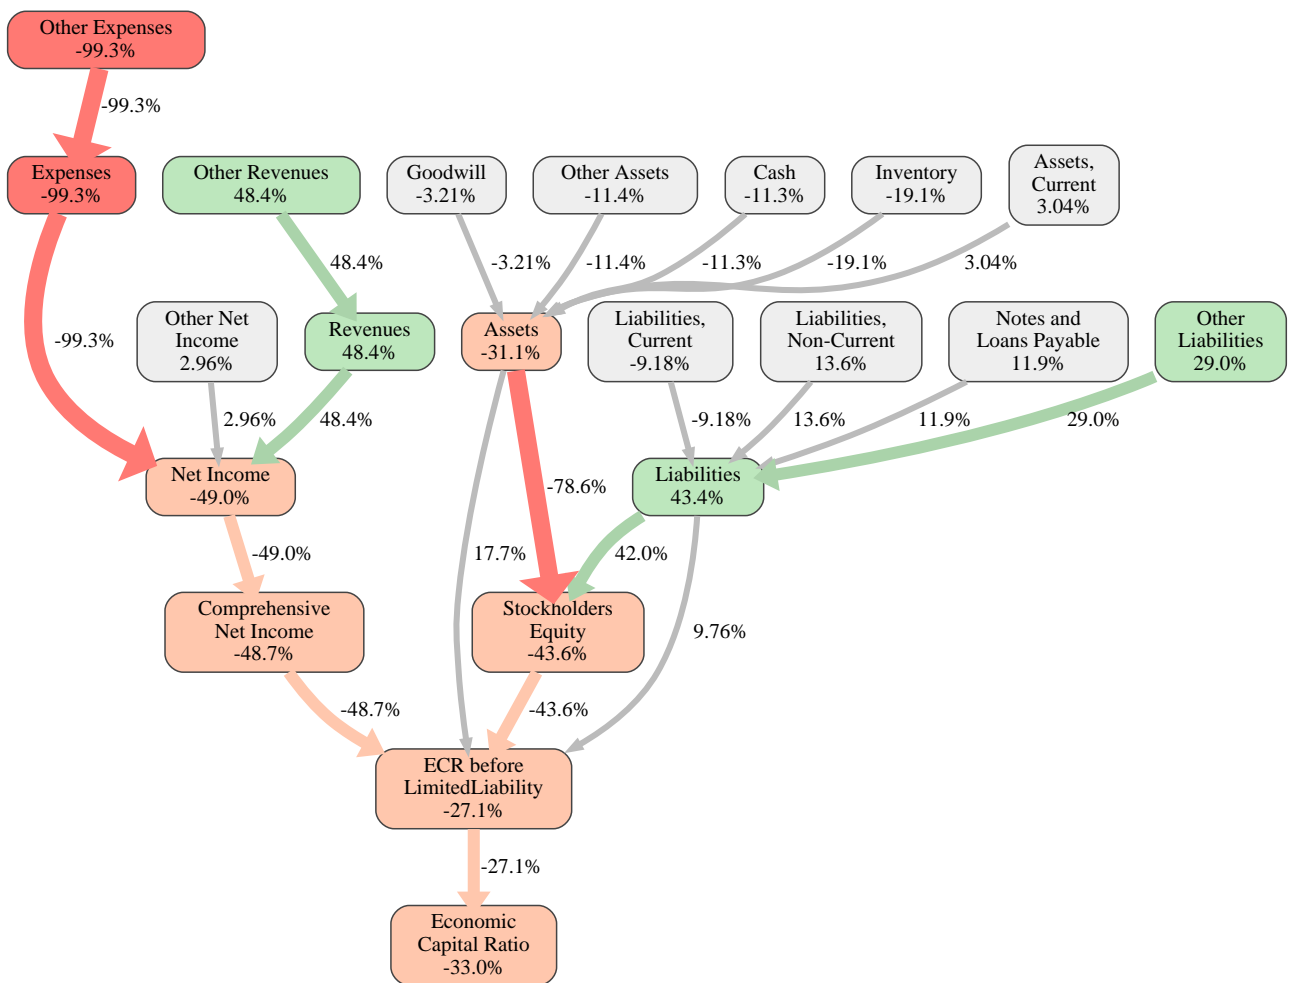 Other Expenses
-99.3%
-99.3%
Expenses
-99.3%
Other Revenues
48.4%
Goodwill
-3.21%
Other Assets
-11.4%
Cash
-11.3%
Inventory
-19.1%
Assets,
Current
3.04%
48.4%
-3.21%
-11.4%
-11.3%
-19.1%
3.04%
-99.3%
Other Net
Income
2.96%
Revenues
48.4%
Assets
-31.1%
Liabilities,
Current
-9.18%
Liabilities,
Non-Current
13.6%
Notes and
Loans Payable
11.9%
Other
Liabilities
29.0%
2.96%
48.4%
-9.18%
13.6%
11.9%
29.0%
Net Income
-49.0%
-78.6%
Liabilities
43.4%
-49.0%
17.7%
42.0%
Comprehensive
Net Income
-48.7%
Stockholders
Equity
-43.6%
9.76%
-48.7%
-43.6%
ECR before
LimitedLiability
-27.1%
-27.1%
Economic
Capital Ratio
-33.0%